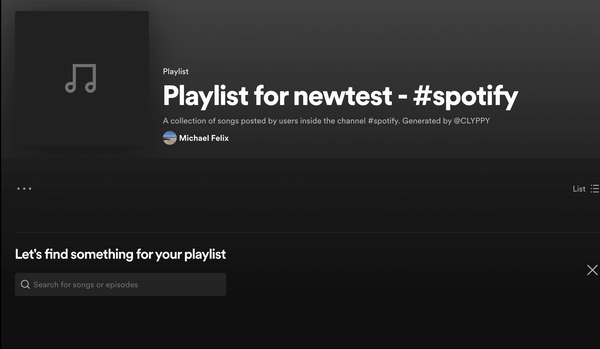 Playlist
Playlist for newtest - #spotify
A collection of songs posted by users inside the channel #spotify. Generated by @CLYPPY
Michael Felix
List
Let's find something for your playlist
Search for songs or episodes